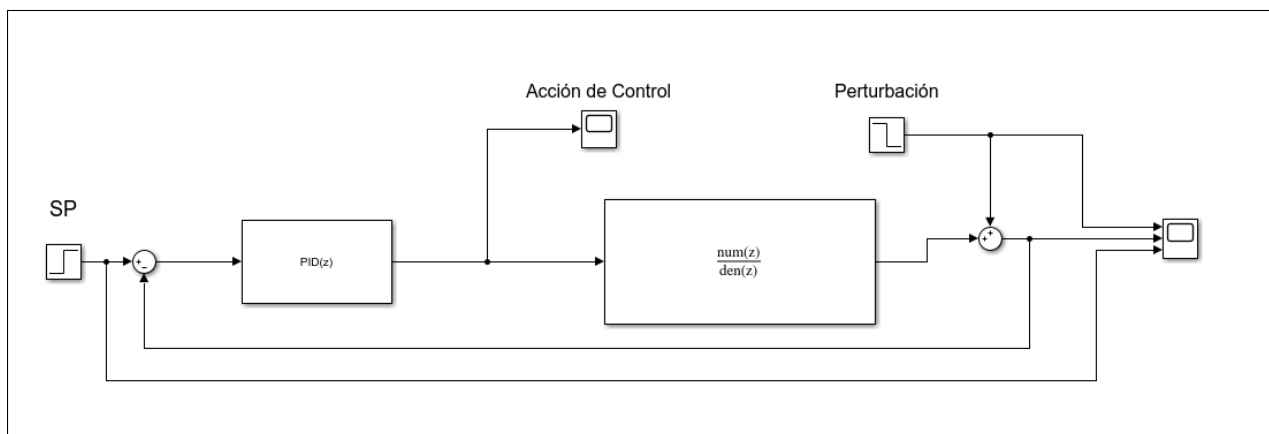 Acción de Control
Perturbación
SP
PID(z)
num(z)
den(z)